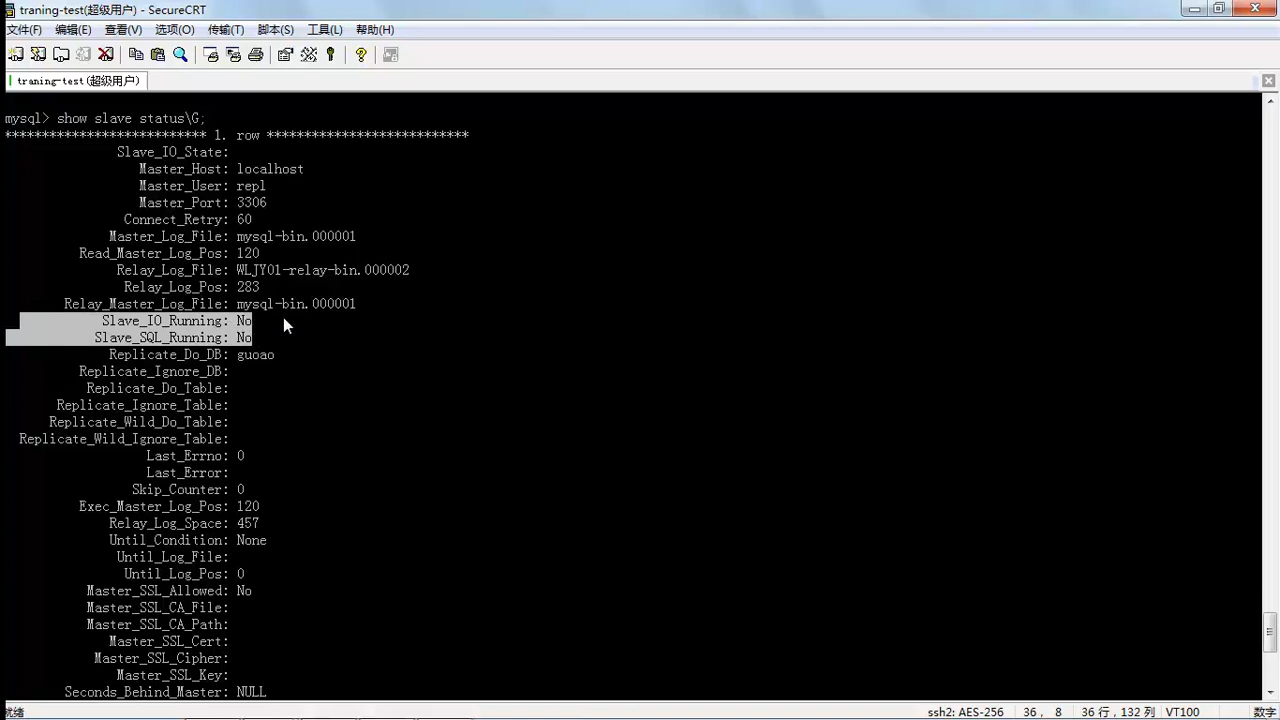 traning-test(超级用户) - SecureCRT
文件(F) 编辑(E) 查看(V) 选项(O) 传输(T) 脚本(S) 工具(L) 帮助(H)
traning-test(超级用户)
mysql> show slave status\G;
*************************** 1. row ***************************
Slave_IO_State:
Master_Host: localhost
Master_User: repl
Master_Port: 3306
Connect_Retry: 60
Master_Log_File: mysql-bin.000001
Read_Master_Log_Pos: 120
Relay_Log_File: WLJY01-relay-bin.000002
Relay_Log_Pos: 283
Relay_Master_Log_File: mysql-bin.000001
Slave_IO_Running: No
Slave_SQL_Running: No
Replicate_Do_DB: guoao
Replicate_Ignore_DB:
Replicate_Do_Table:
Replicate_Ignore_Table:
Replicate_Wild_Do_Table:
Replicate_Wild_Ignore_Table:
Last_Errno: 0
Last_Error:
Skip_Counter: 0
Exec_Master_Log_Pos: 120
Relay_Log_Space: 457
Until_Condition: None
Until_Log_File:
Until_Log_Pos: 0
Master_SSL_Allowed: No
Master_SSL_CA_File:
Master_SSL_CA_Path:
Master_SSL_Cert:
Master_SSL_Cipher:
Master_SSL_Key:
Seconds_Behind_Master: NULL
就绪 ssh2: AES-256 36, 8 36 行, 132 列 VT100 数字